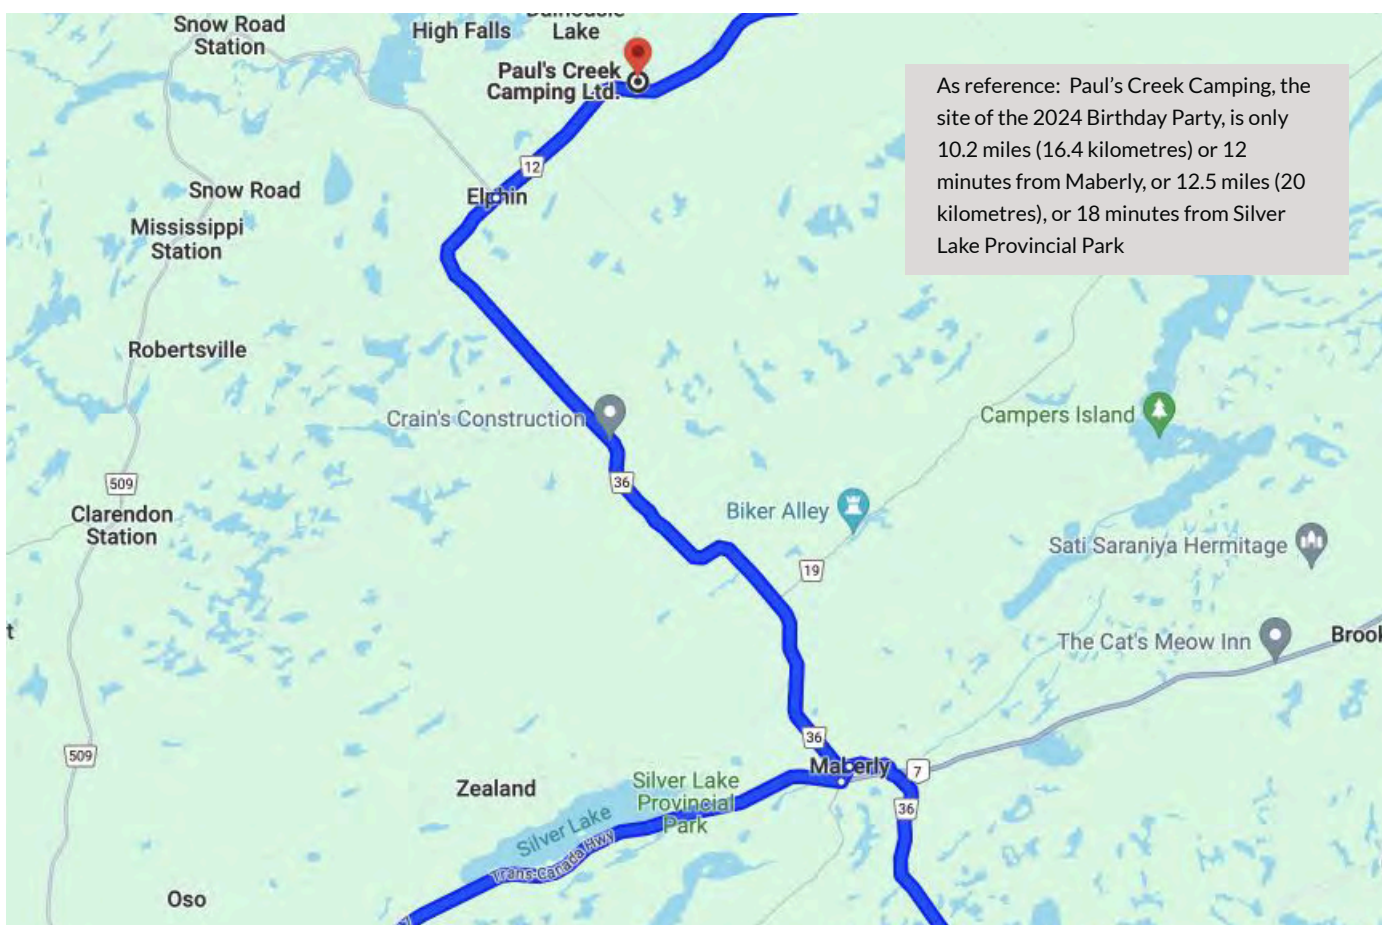 Snow Road
Station
High Falls
Dalhousie
Lake
Paul's Creek
Camping Ltd.
As reference: Paul’s Creek Camping, the
site of the 2024 Birthday Party, is only
10.2 miles (16.4 kilometres) or 12
minutes from Maberly, or 12.5 miles (20
kilometres), or 18 minutes from Silver
Lake Provincial Park
12
Elphin
Snow Road
Mississippi
Station
Robertsville
Crain's Construction
Campers Island
509
36
Clarendon
Station
Biker Alley
Sati Saraniya Hermitage
19
t
The Cat's Meow Inn
Brook
36
509
Maberly
7
Zealand
Silver Lake
Provincial
Park
36
Silver Lake
Trans-Canada Hwy
Oso